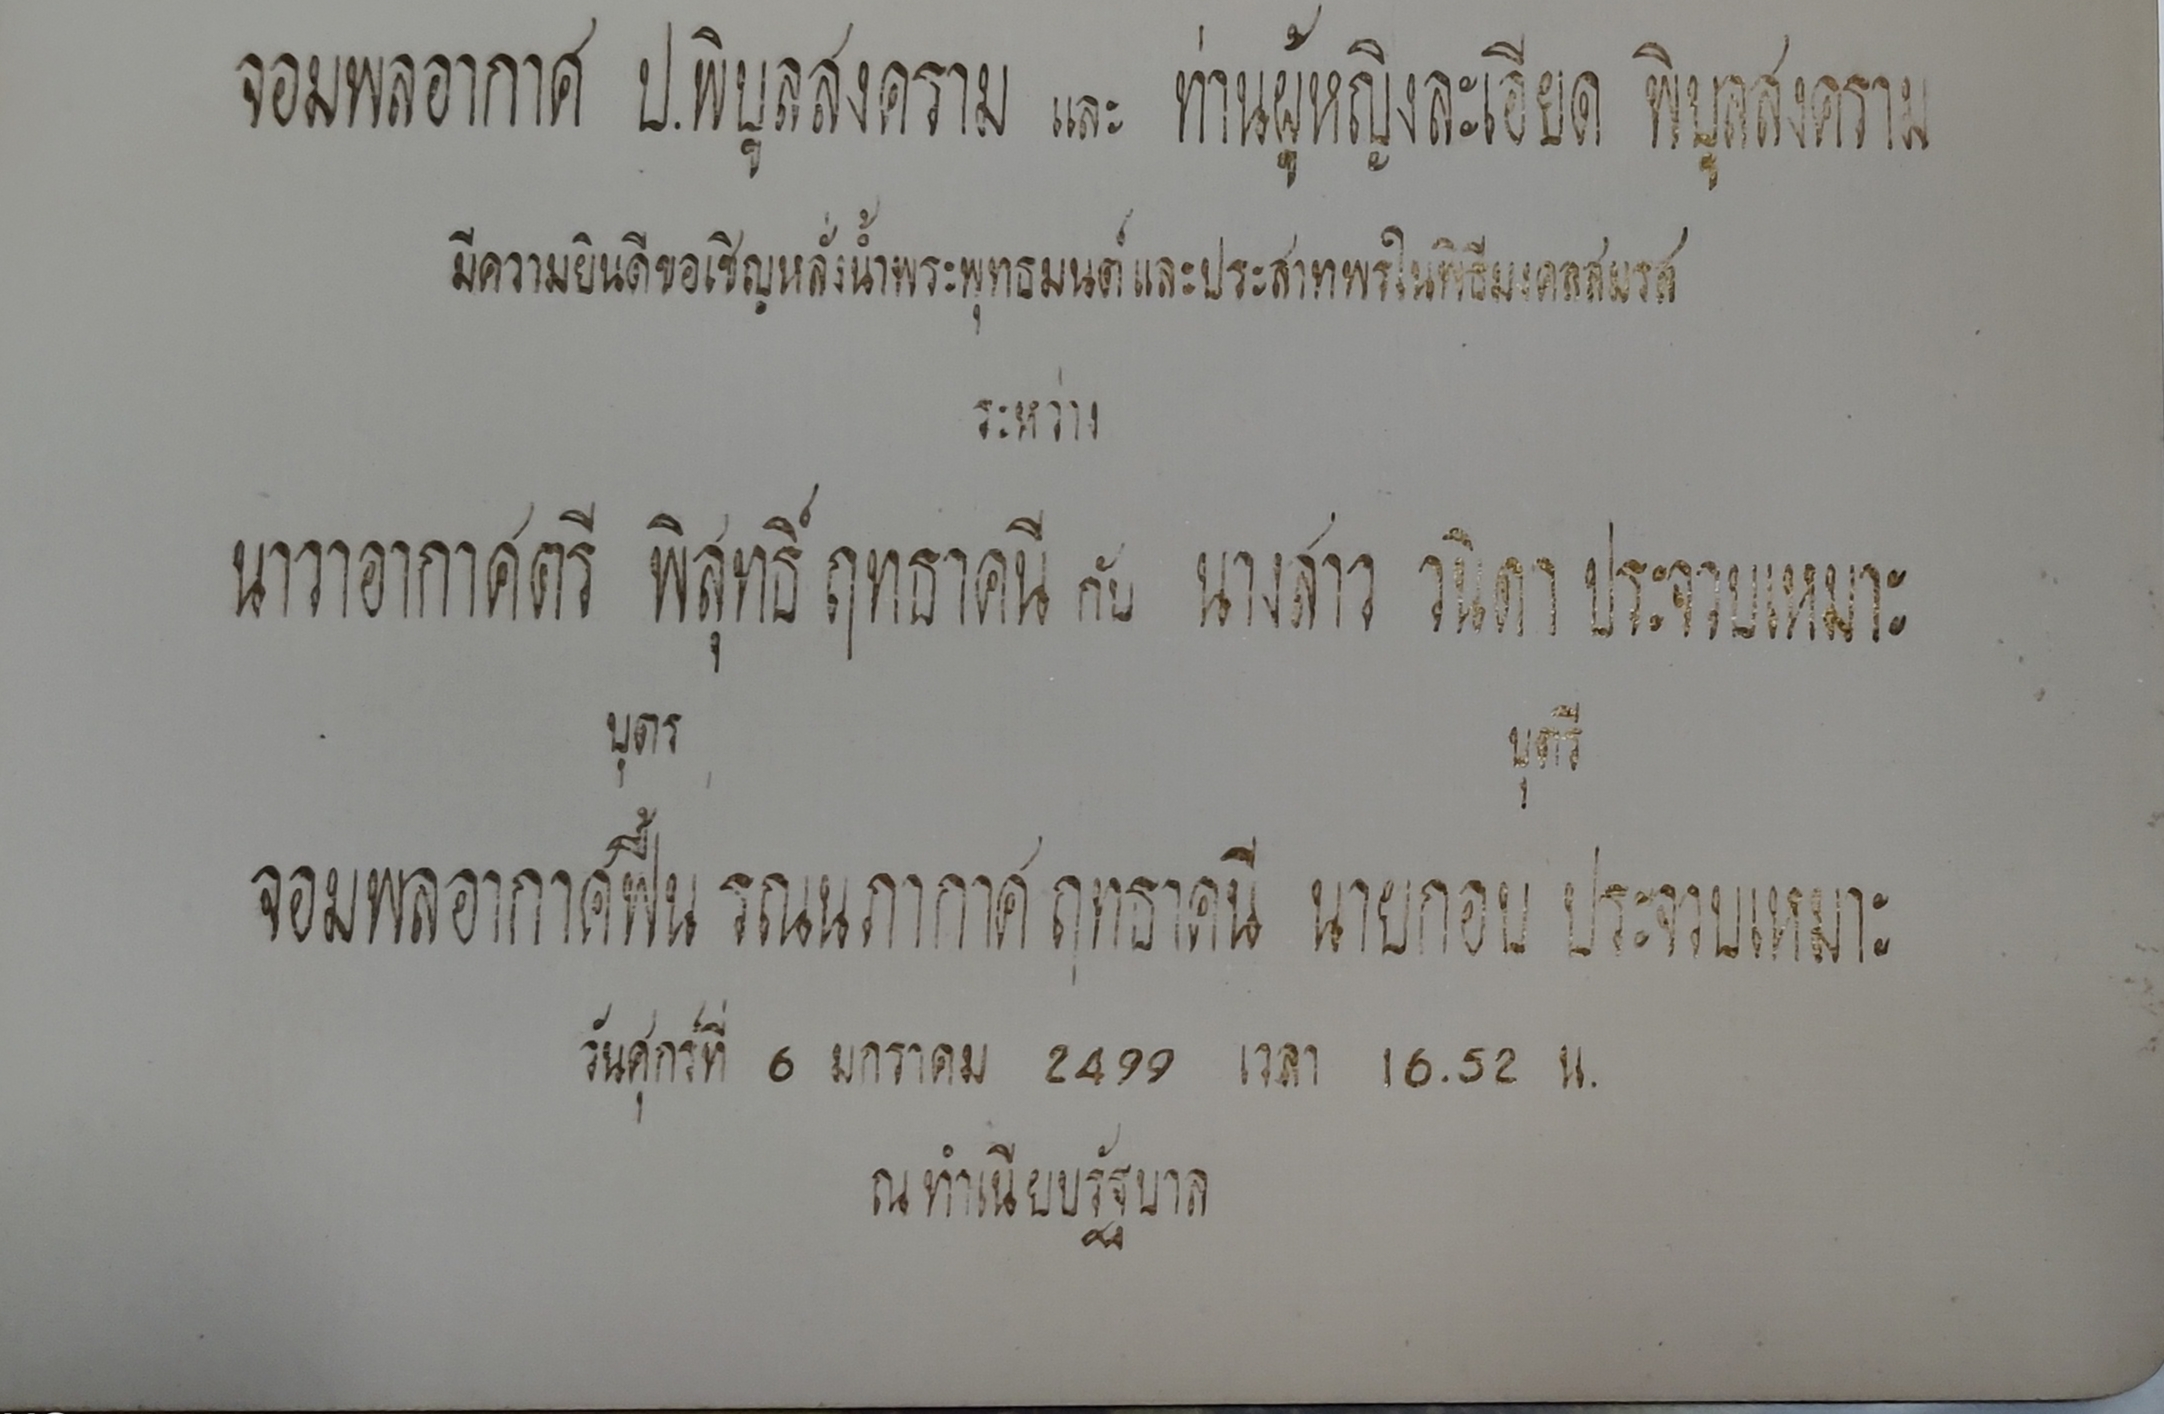 จอมพลอากาศ ป.พิบูลสงคราม และ ท่านผู้หญิงละเอียด พิบูลสงคราม
มีความยินดีขอเชิญหลั่งน้ำพระพุทธมนต์และประสาทพรในพิธีมงคลสมรส
ระหว่าง
นาวาอากาศตรี พิสุทธิ์ ฤทธาคนี กับ นางสาว วนิดา ประจวบเหมาะ
บุตร บุตรี
จอมพลอากาศฟื้น รณนภากาศ ฤทธาคนี นายกอบ ประจวบเหมาะ
วันศุกร์ที่ 6 มกราคม 2499 เวลา 16.52 น.
ณ ทำเนียบรัฐบาล